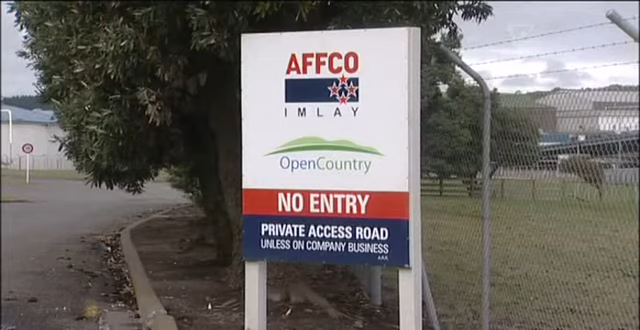 AFFCO
IMLAY
OpenCountry
NO ENTRY
PRIVATE ACCESS ROAD
UNLESS ON COMPANY BUSINESS